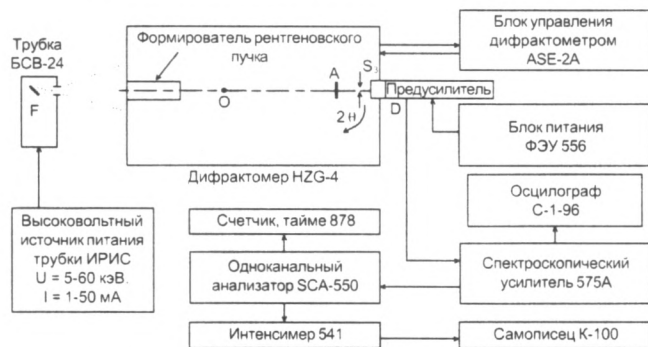 Трубка
БСВ-24
F
Формирователь рентгеновского
пучка
O
A
S₃
2θ
Предусилитель
D
Дифрактомер HZG-4
Блок управления
дифрактометром
ASE-2A
Блок питания
ФЭУ 556
Осцилограф
С-1-96
Высоковольтный
источник питания
трубки ИРИС
U = 5-60 кэВ.
I = 1-50 мА
Счетчик, тайме 878
Одноканальный
анализатор SCA-550
Спектроскопический
усилитель 575А
Интенсимер 541
Самописец К-100